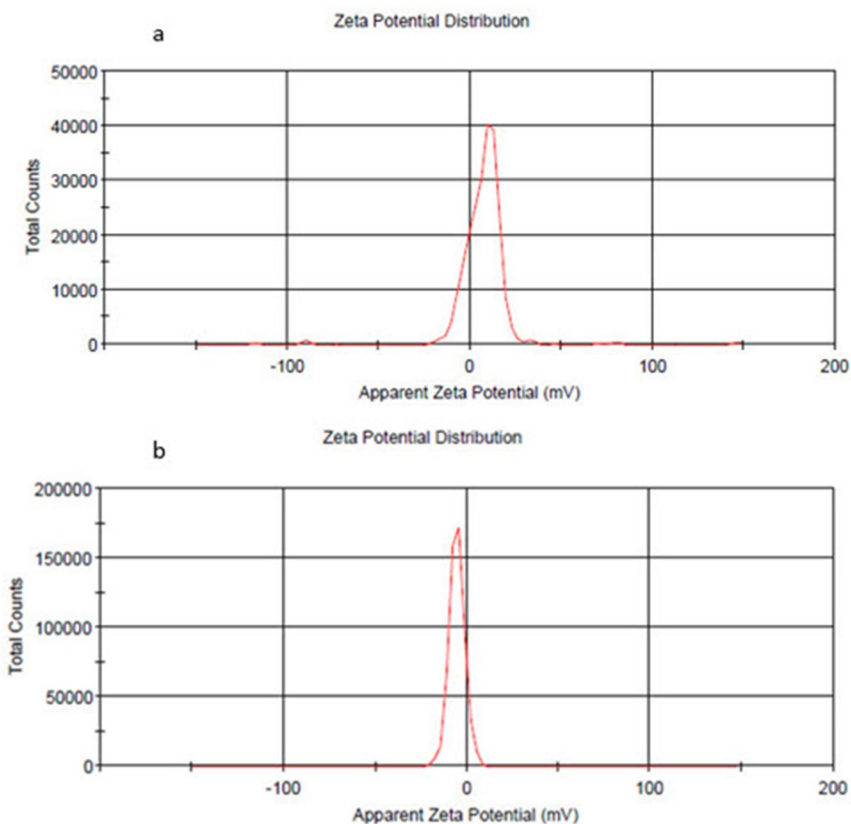 a
Zeta Potential Distribution
50000
40000
30000
20000
10000
0
Total Counts
-100 0 100 200
Apparent Zeta Potential (mV)
b
Zeta Potential Distribution
200000
150000
100000
50000
0
Total Counts
-100 0 100 200
Apparent Zeta Potential (mV)